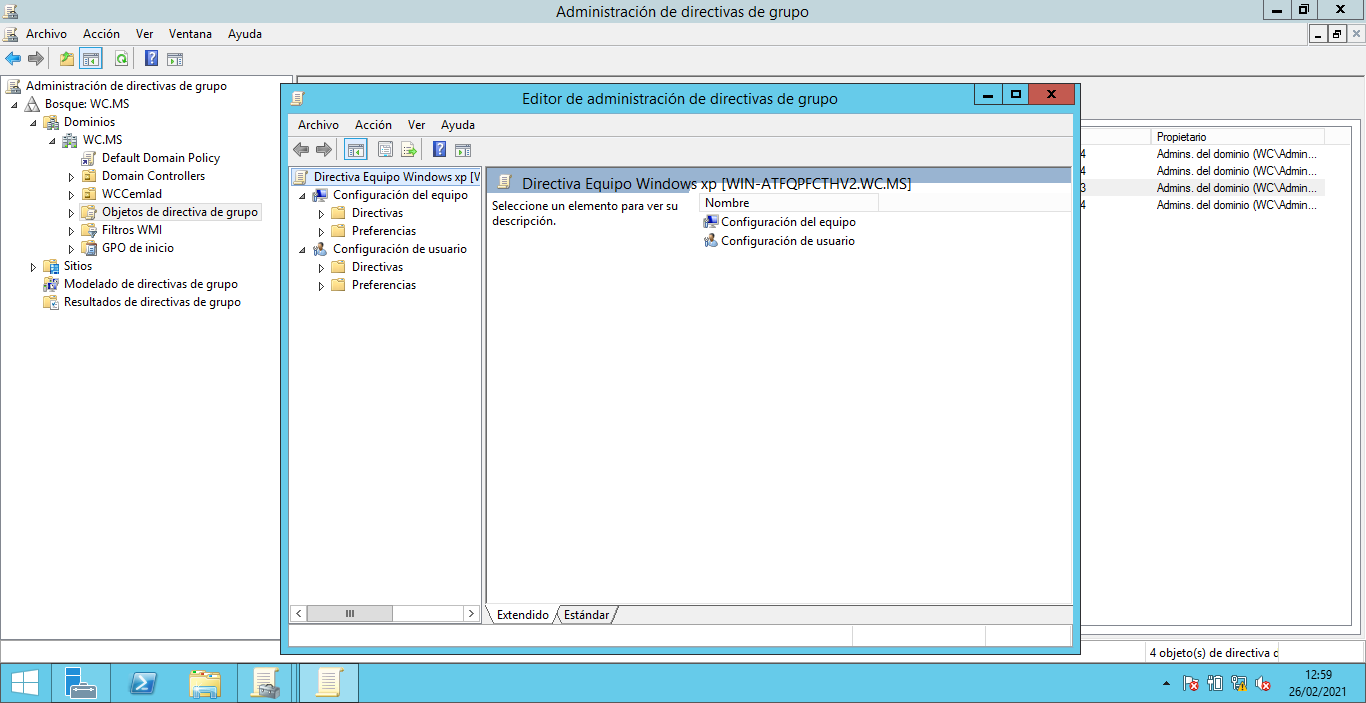 Administración de directivas de grupo
Archivo Acción Ver Ventana Ayuda
Administración de directivas de grupo
Bosque: WC.MS
Dominios
WC.MS
Default Domain Policy
Domain Controllers
WCCemlad
Objetos de directiva de grupo
Filtros WMI
GPO de inicio
Sitios
Modelado de directivas de grupo
Resultados de directivas de grupo
Editor de administración de directivas de grupo
Archivo Acción Ver Ayuda
Directiva Equipo Windows xp [W
Configuración del equipo
Directivas
Preferencias
Configuración de usuario
Directivas
Preferencias
Directiva Equipo Windows xp [WIN-ATFQPFCTHV2.WC.MS]
Seleccione un elemento para ver su
descripción.
Nombre
Configuración del equipo
Configuración de usuario
Extendido Estándar
Propietario
4 Admins. del dominio (WC\Admin...
4 Admins. del dominio (WC\Admin...
3 Admins. del dominio (WC\Admin...
4 Admins. del dominio (WC\Admin...
4 objeto(s) de directiva d
12:59
26/02/2021